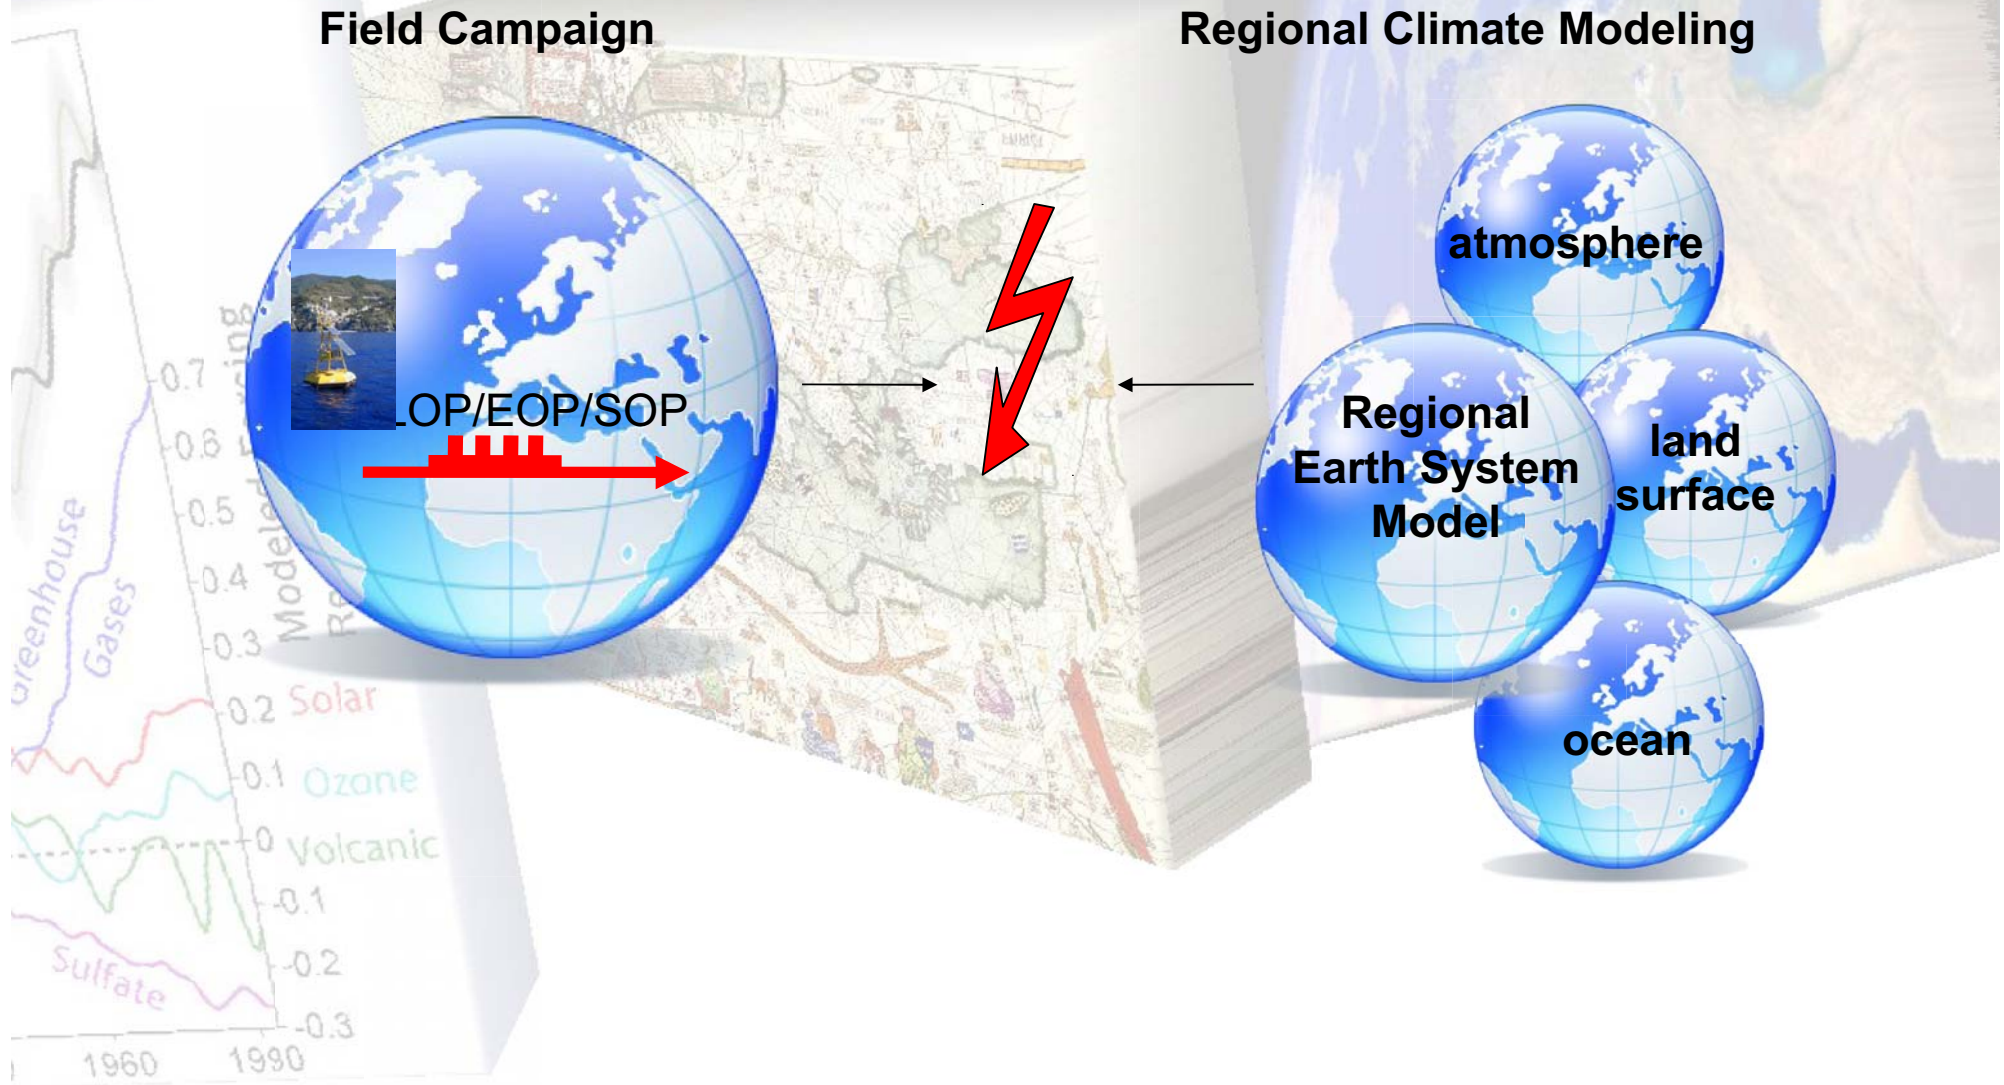 Field Campaign
Regional Climate Modeling
atmosphere
LOP/EOP/SOP
Regional
Earth System
Model
land
surface
ocean
Greenhouse
Gases
Modeled
0.7
0.6
0.5
0.4
0.3
0.2
Solar
0.1
Ozone
0
Volcanic
-0.1
-0.2
Sulfate
-0.3
1960
1990